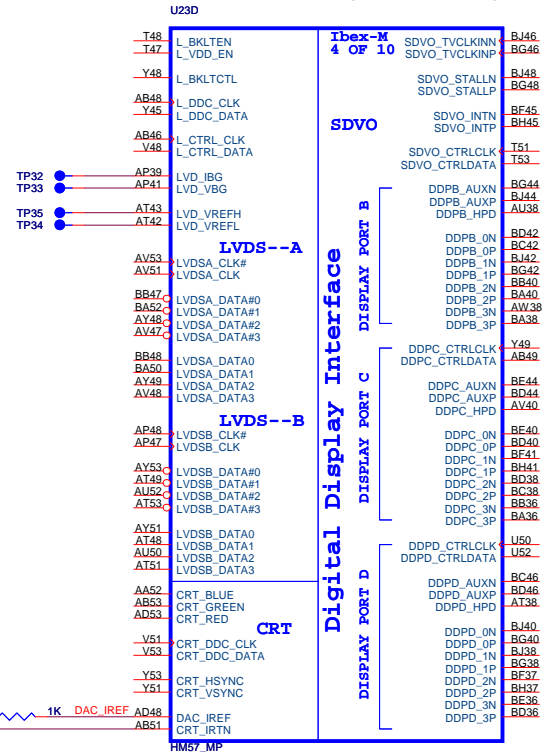 U23D
Ibex-M
4 OF 10
T48 L_BKLTEN
T47 L_VDD_EN
Y48 L_BKLTCTL
AB48 L_DDC_CLK
Y45 L_DDC_DATA
AB46 L_CTRL_CLK
V48 L_CTRL_DATA
TP32 AP39 LVD_IBG
TP33 AP41 LVD_VBG
TP35 AT43 LVD_VREFH
TP34 AT42 LVD_VREFL
LVDS--A
AV53 LVDSA_CLK#
AV51 LVDSA_CLK
BB47 LVDSA_DATA#0
BA52 LVDSA_DATA#1
AY48 LVDSA_DATA#2
AV47 LVDSA_DATA#3
BB48 LVDSA_DATA0
BA50 LVDSA_DATA1
AY49 LVDSA_DATA2
AV48 LVDSA_DATA3
LVDS--B
AP48 LVDSB_CLK#
AP47 LVDSB_CLK
AY53 LVDSB_DATA#0
AT49 LVDSB_DATA#1
AU52 LVDSB_DATA#2
AT53 LVDSB_DATA#3
AY51 LVDSB_DATA0
AT48 LVDSB_DATA1
AU50 LVDSB_DATA2
AT51 LVDSB_DATA3
AA52 CRT_BLUE
AB53 CRT_GREEN
AD53 CRT_RED
CRT
V51 CRT_DDC_CLK
V53 CRT_DDC_DATA
Y53 CRT_HSYNC
Y51 CRT_VSYNC
1K DAC_IREF AD48 DAC_IREF
AB51 CRT_IRTN
Digital Display Interface
SDVO_TVCLKINN BJ46
SDVO_TVCLKINP BG46
SDVO_STALLN BJ48
SDVO_STALLP BG48
SDVO
SDVO_INTN BF45
SDVO_INTP BH45
SDVO_CTRLCLK T51
SDVO_CTRLDATA T53
DISPLAY PORT B
DDPB_AUXN BG44
DDPB_AUXP BJ44
DDPB_HPD AU38
DDPB_0N BD42
DDPB_0P BC42
DDPB_1N BJ42
DDPB_1P BG42
DDPB_2N BB40
DDPB_2P BA40
DDPB_3N AW38
DDPB_3P BA38
DISPLAY PORT C
DDPC_CTRLCLK Y49
DDPC_CTRLDATA AB49
DDPC_AUXN BE44
DDPC_AUXP BD44
DDPC_HPD AV40
DDPC_0N BE40
DDPC_0P BD40
DDPC_1N BF41
DDPC_1P BH41
DDPC_2N BD38
DDPC_2P BC38
DDPC_3N BB36
DDPC_3P BA36
DISPLAY PORT D
DDPD_CTRLCLK U50
DDPD_CTRLDATA U52
DDPD_AUXN BC46
DDPD_AUXP BD46
DDPD_HPD AT38
DDPD_0N BJ40
DDPD_0P BG40
DDPD_1N BJ38
DDPD_1P BG38
DDPD_2N BF37
DDPD_2P BH37
DDPD_3N BE36
DDPD_3P BD36
HM57_MP